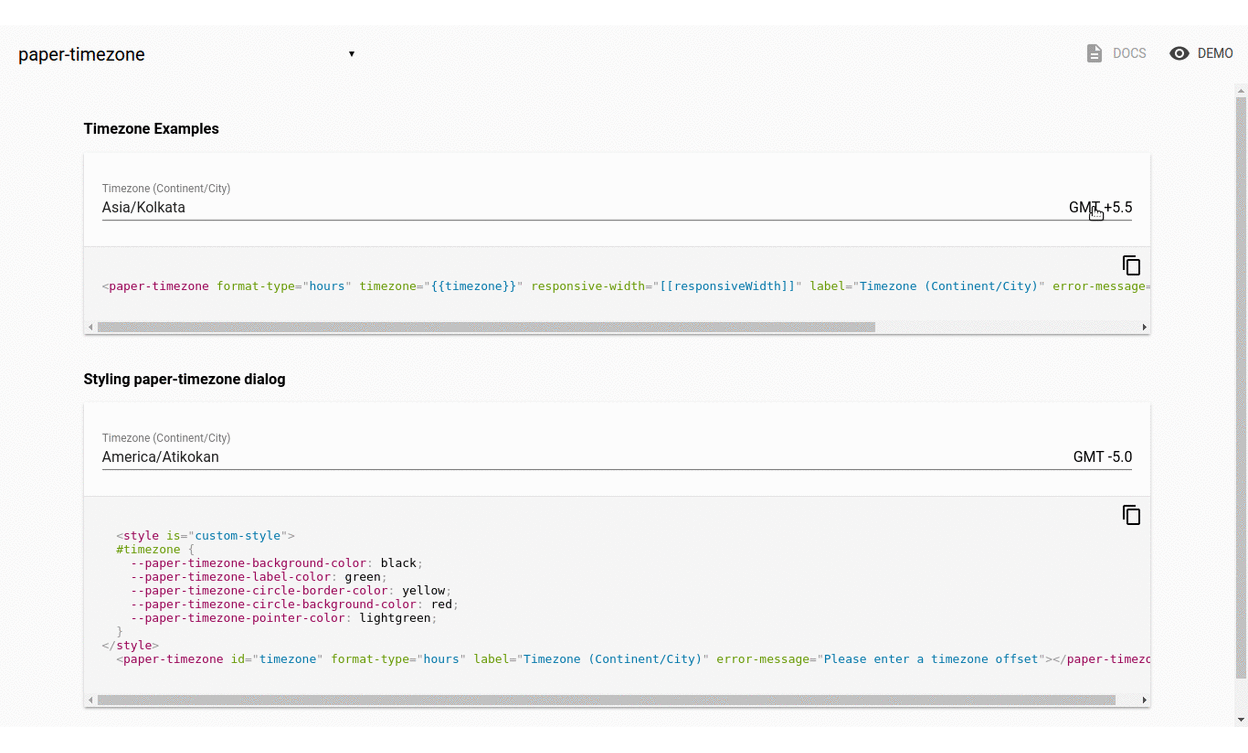 paper-timezone
DOCS
DEMO
Timezone Examples
Timezone (Continent/City)
Asia/Kolkata
GMT +5.5
<paper-timezone format-type="hours" timezone="{{timezone}}" responsive-width="[[responsiveWidth]]" label="Timezone (Continent/City)" error-message=
Styling paper-timezone dialog
Timezone (Continent/City)
America/Atikokan
GMT -5.0
<style is="custom-style">
#timezone {
--paper-timezone-background-color: black;
--paper-timezone-label-color: green;
--paper-timezone-circle-border-color: yellow;
--paper-timezone-circle-background-color: red;
--paper-timezone-pointer-color: lightgreen;
}
</style>
<paper-timezone id="timezone" format-type="hours" label="Timezone (Continent/City)" error-message="Please enter a timezone offset"></paper-timezo